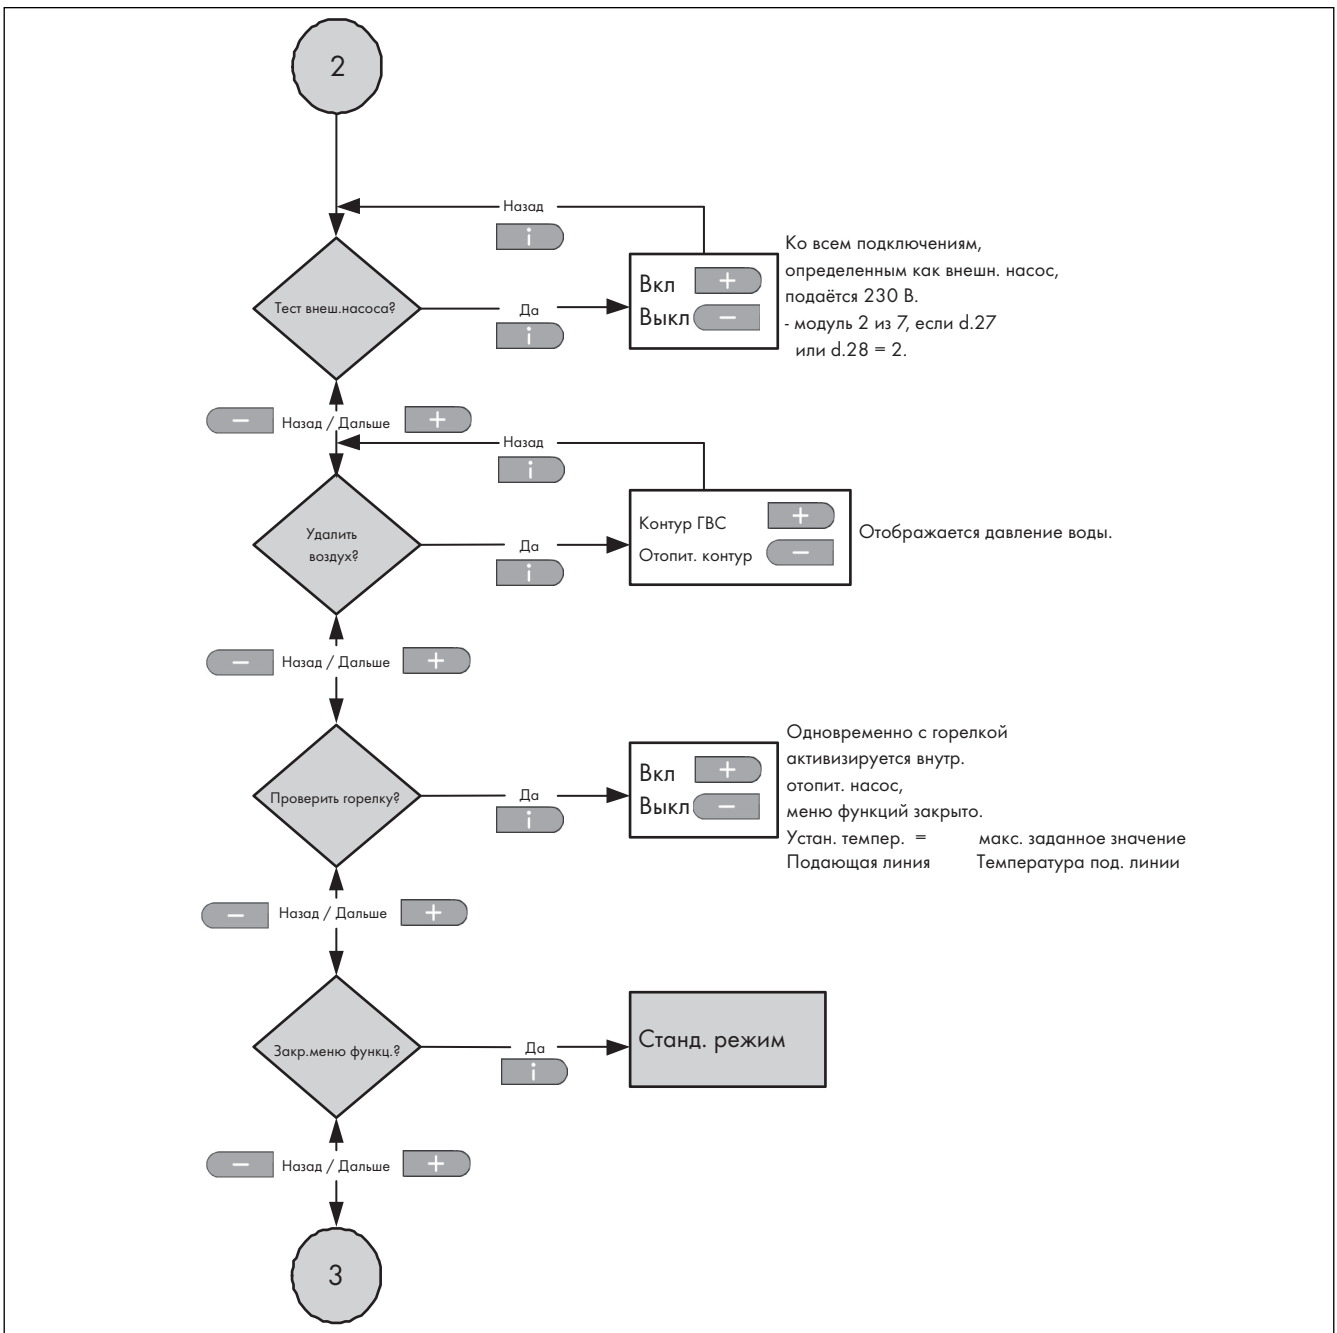 2
Назад
i
Тест внеш.насоса?
Да
i
Вкл +
Выкл −
Ко всем подключениям,
определенным как внешн. насос,
подаётся 230 В.
- модуль 2 из 7, если d.27
или d.28 = 2.
− Назад / Дальше +
Назад
i
Удалить
воздух?
Да
i
Контур ГВС +
Отопит. контур −
Отображается давление воды.
− Назад / Дальше +
Проверить горелку?
Да
i
Вкл +
Выкл −
Одновременно с горелкой
активизируется внутр.
отопит. насос,
меню функций закрыто.
Устан. темпер. = макс. заданное значение
Подающая линия Температура под. линии
− Назад / Дальше +
Закр.меню функц.?
Да
i
Станд. режим
− Назад / Дальше +
3